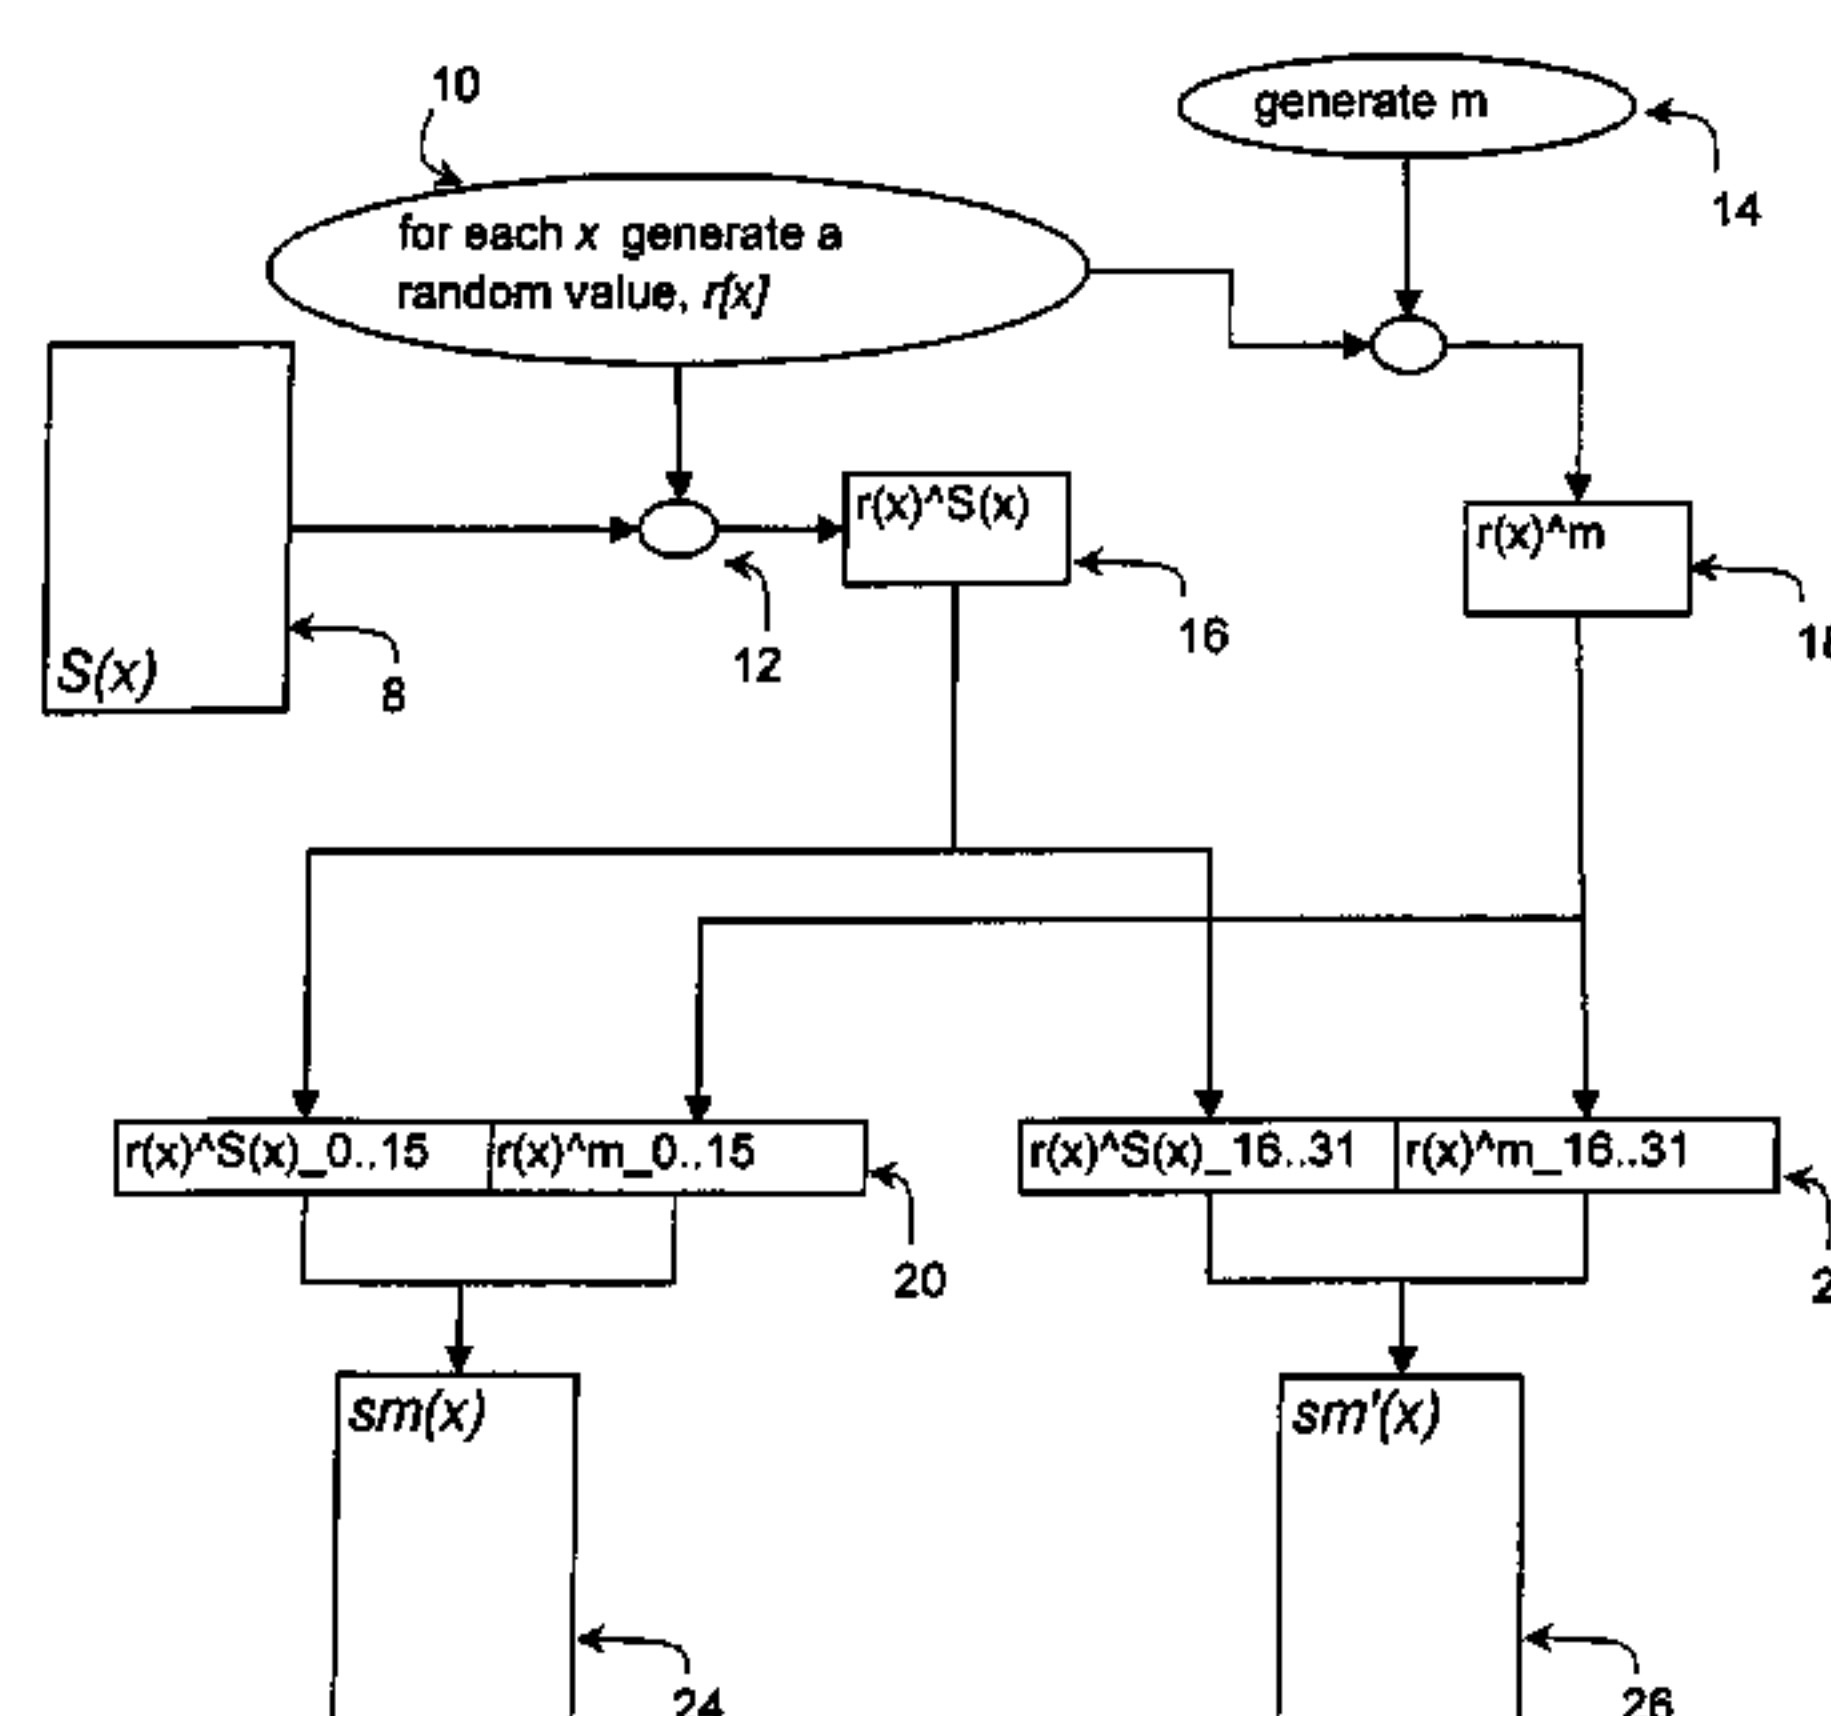 10
generate m
14
for each x generate a
random value, r[x]
r(x)^S(x)
r(x)^m
16
12
S(x)
8
r(x)^S(x)_0..15
r(x)^m_0..15
r(x)^S(x)_16..31
r(x)^m_16..31
20
sm(x)
sm'(x)
24
26